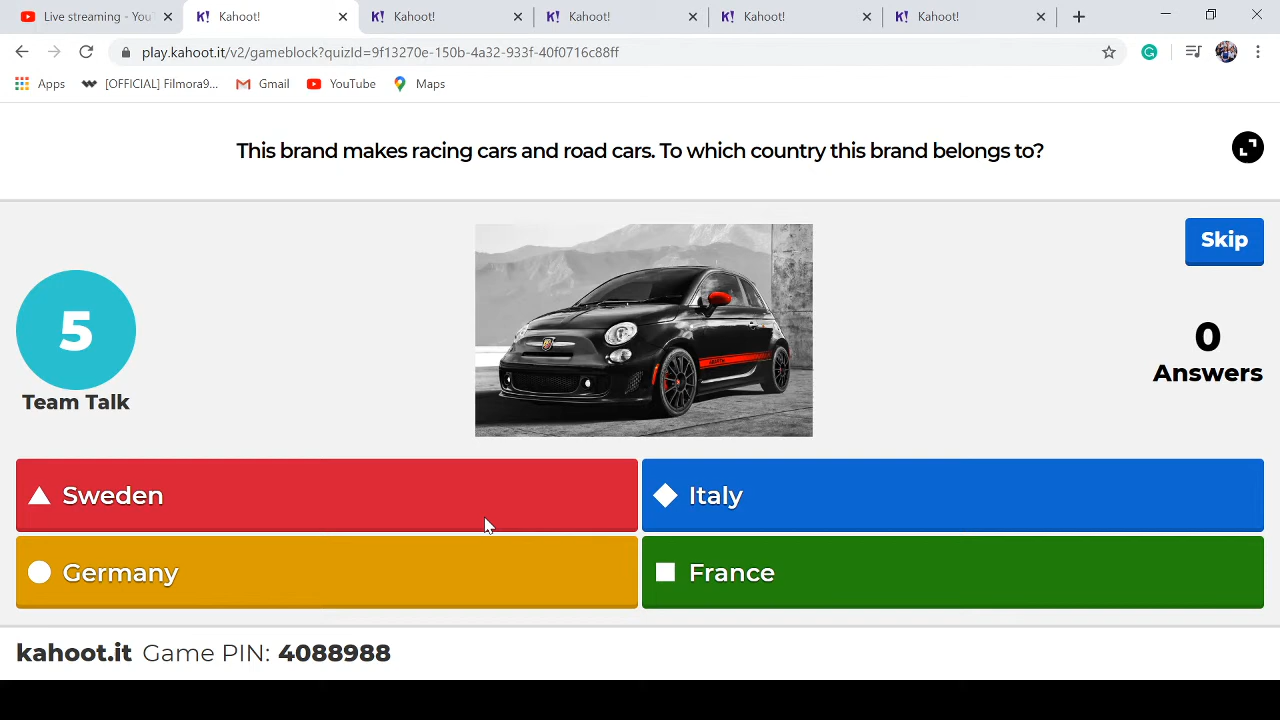 Live streaming - You
Kahoot!
Kahoot!
Kahoot!
Kahoot!
Kahoot!
play.kahoot.it/v2/gameblock?quizId=9f13270e-150b-4a32-933f-40f0716c88ff
Apps
[OFFICIAL] Filmora9...
Gmail
YouTube
Maps
This brand makes racing cars and road cars. To which country this brand belongs to?
Skip
5
Team Talk
0
Answers
Sweden
Italy
Germany
France
kahoot.it Game PIN: 4088988